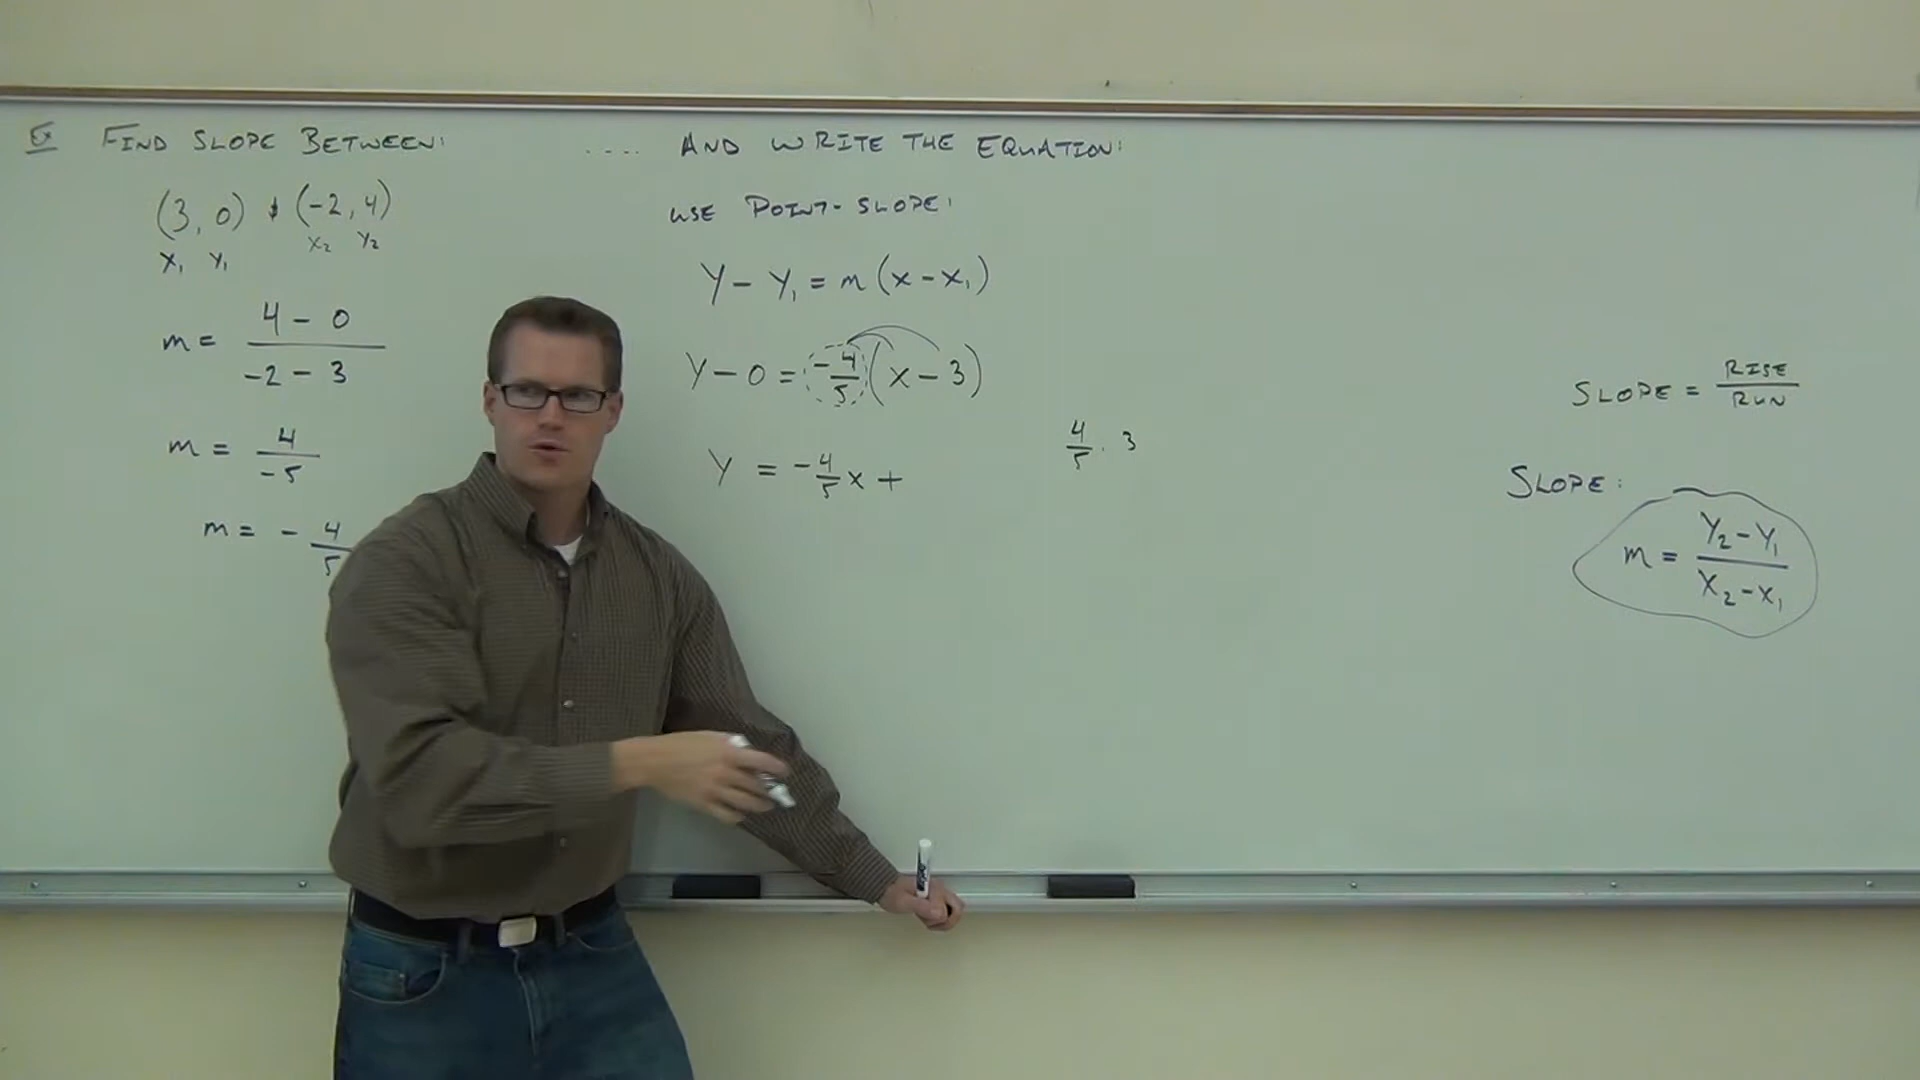 Ex FIND SLOPE BETWEEN:
(3, 0) & (-2, 4)
x₁ y₁ x₂ y₂
m = 4 - 0 / -2 - 3
m = 4 / -5
m = - 4/5
.... AND WRITE THE EQUATION:
USE POINT-SLOPE:
Y - Y₁ = m(x - x₁)
Y - 0 = -4/5(x - 3)
Y = -4/5x +
4/5 · 3
SLOPE = RISE/RUN
SLOPE:
m = Y₂ - Y₁ / X₂ - X₁